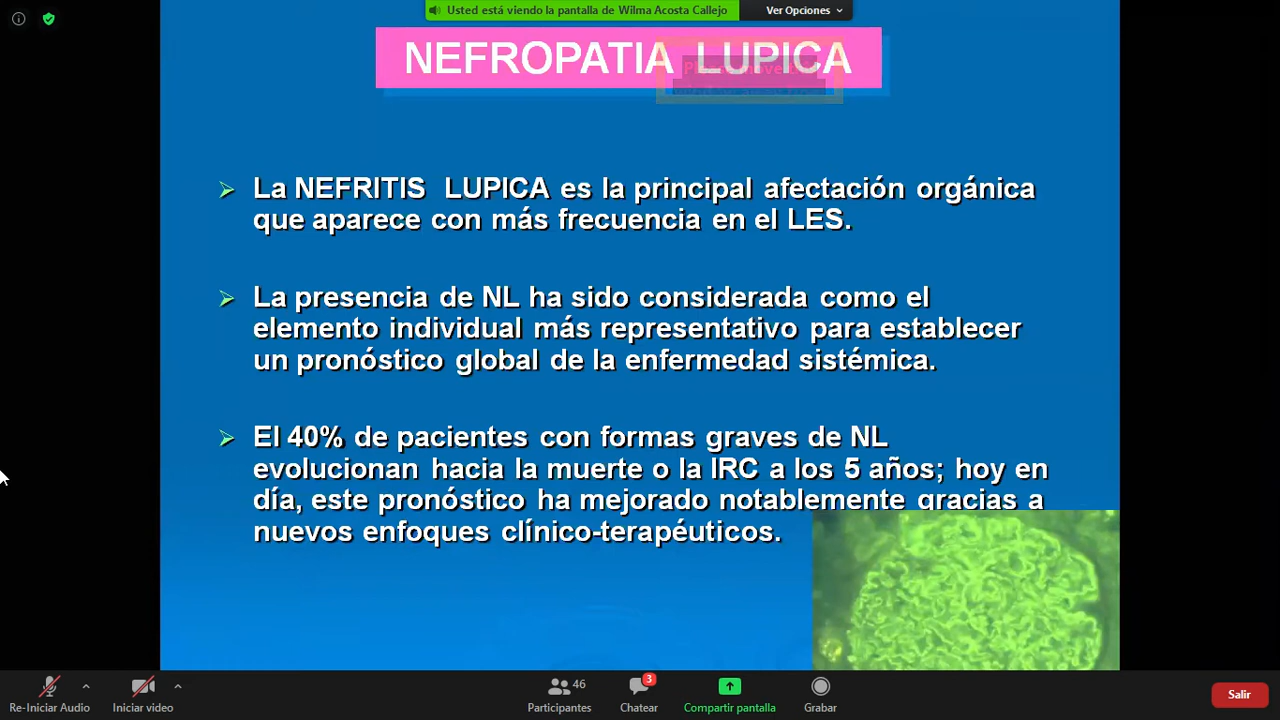 Usted está viendo la pantalla de Wilma Acosta Callejo
Ver Opciones
NEFROPATIA LUPICA
La NEFRITIS LUPICA es la principal afectación orgánica
que aparece con más frecuencia en el LES.
La presencia de NL ha sido considerada como el
elemento individual más representativo para establecer
un pronóstico global de la enfermedad sistémica.
El 40% de pacientes con formas graves de NL
evolucionan hacia la muerte o la IRC a los 5 años; hoy en
día, este pronóstico ha mejorado notablemente gracias a
nuevos enfoques clínico-terapéuticos.
Re-Iniciar Audio
Iniciar video
46
Participantes
3
Chatear
Compartir pantalla
Grabar
Salir